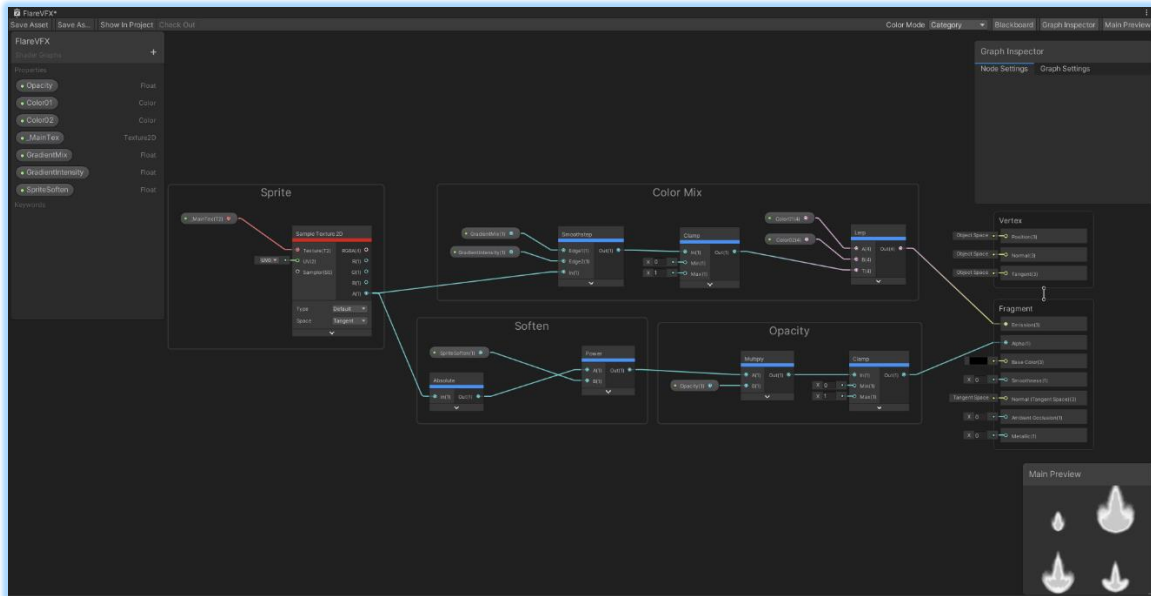 FlareVFX*
Save Asset Save As... Show In Project Check Out
Color Mode Category Blackboard Graph Inspector Main Preview
FlareVFX
Shader Graphs
Properties
Opacity Float
Color01 Color
Color02 Color
_MainTex Texture2D
GradientMix Float
GradientIntensity Float
SpriteSoften Float
Keywords
Graph Inspector
Node Settings Graph Settings
Sprite
_MainTex(T2)
Sample Texture 2D
Texture(T2) RGBA(4)
UV0 UV(2) R(1)
Sampler(SS) G(1)
B(1)
A(1)
Type Default
Space Tangent
Color Mix
GradientMix(1)
GradientIntensity(1)
Smoothstep
Edge1(1) Out(1)
Edge2(1)
In(1)
Clamp
In(1) Out(1)
X 0 Min(1)
X 1 Max(1)
Color01(4)
Color02(4)
Lerp
A(4) Out(4)
B(4)
T(4)
Soften
SpriteSoften(1)
Absolute
In(1) Out(1)
Power
A(1) Out(1)
B(1)
Opacity
Opacity(1)
Multiply
A(1) Out(1)
B(1)
Clamp
In(1) Out(1)
X 0 Min(1)
X 1 Max(1)
Vertex
Object Space Position(3)
Object Space Normal(3)
Object Space Tangent(3)
Fragment
Emission(3)
Alpha(1)
Base Color(3)
X 0 Smoothness(1)
Tangent Space Normal (Tangent Space)(3)
X 0 Ambient Occlusion(1)
X 0 Metallic(1)
Main Preview